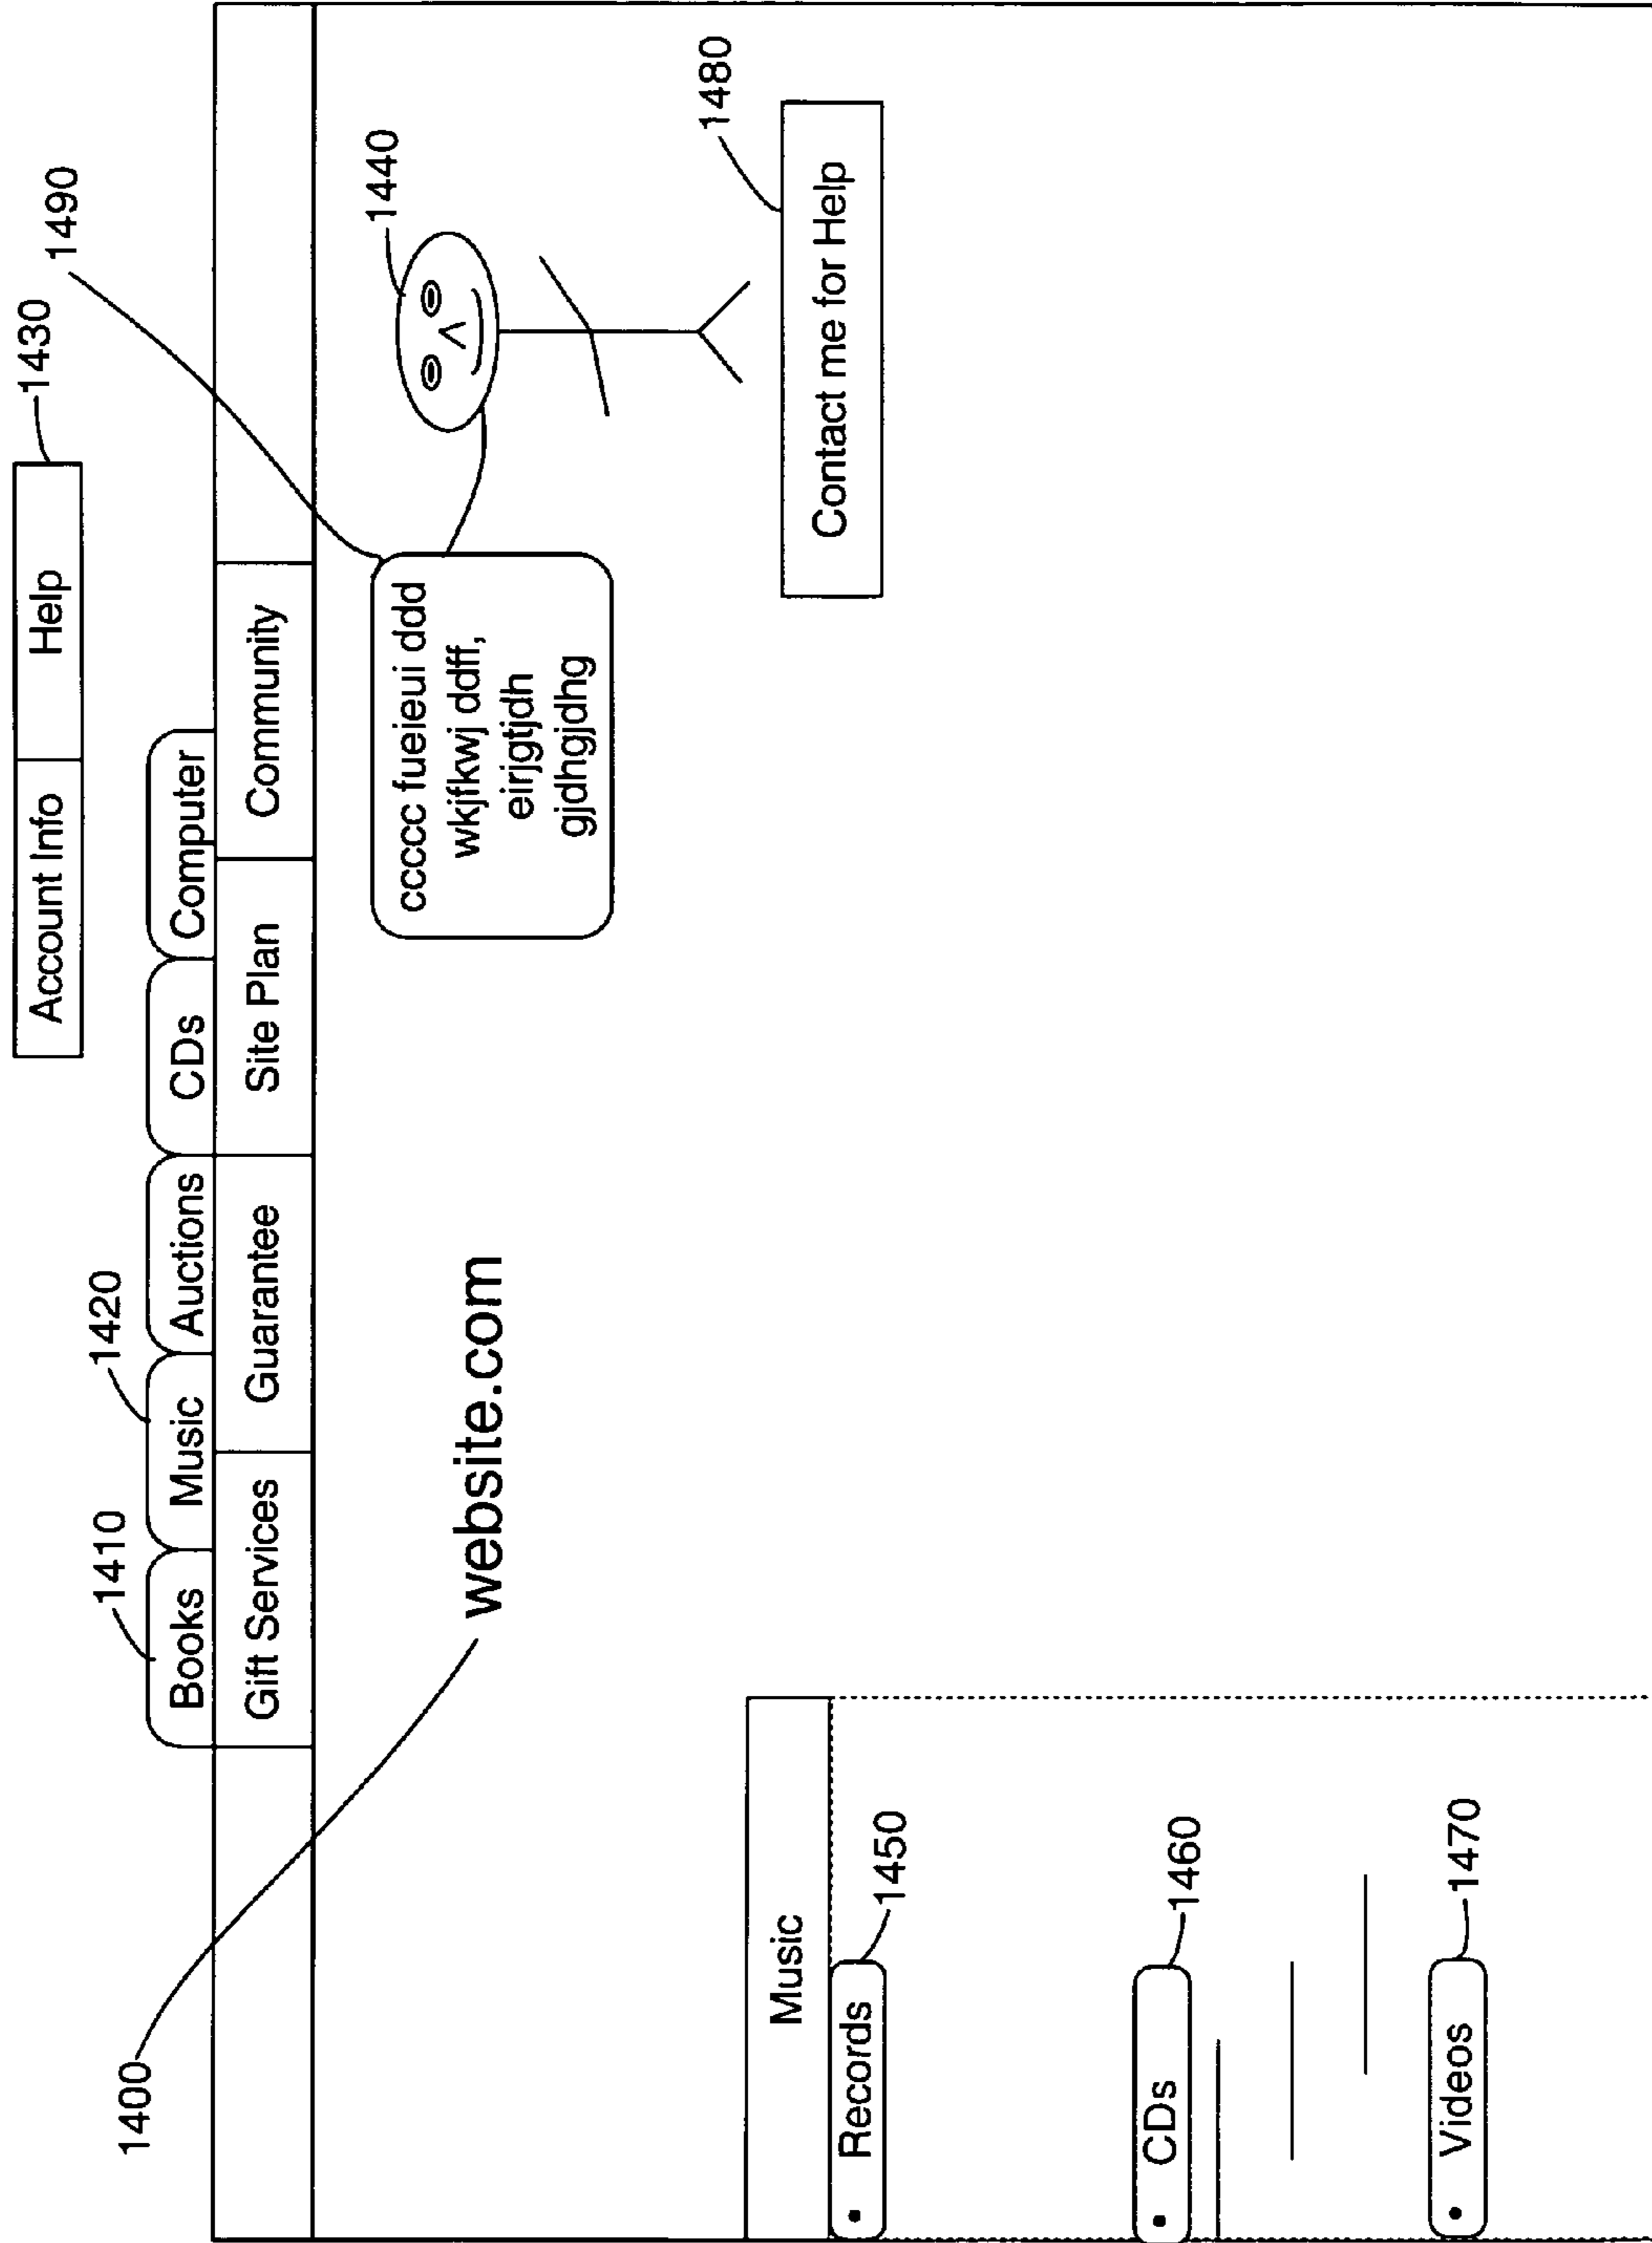 1490
1430
Account Info Help
1410
1420
Books Music Auctions CDs Computer
Gift Services Guarantee Site Plan Community
1400
website.com
1440
ccccc fueieui ddd
wkjfkwj ddff,
eirjgtjdh
gjdhgjdhg
1480
Contact me for Help
Music
• Records
1450
• CDs
1460
• Videos
1470